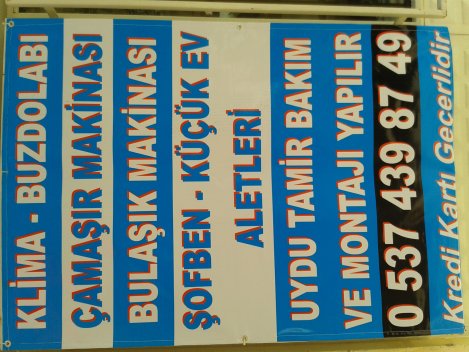 KLİMA - BUZDOLABI
ÇAMAŞIR MAKİNASI
BULAŞIK MAKİNASI
ŞOFBEN - KÜÇÜK EV
ALETLERİ
UYDU TAMİR BAKIM
VE MONTAJI YAPILIR
0 537 439 87 49
Kredi Kartı Geçerlidir